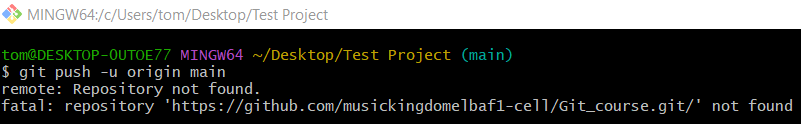 MINGW64:/c/Users/tom/Desktop/Test Project
tom@DESKTOP-OUTOE77 MINGW64 ~/Desktop/Test Project (main)
$ git push -u origin main
remote: Repository not found.
fatal: repository 'https://github.com/musickingdomelbaf1-cell/Git_course.git/' not found